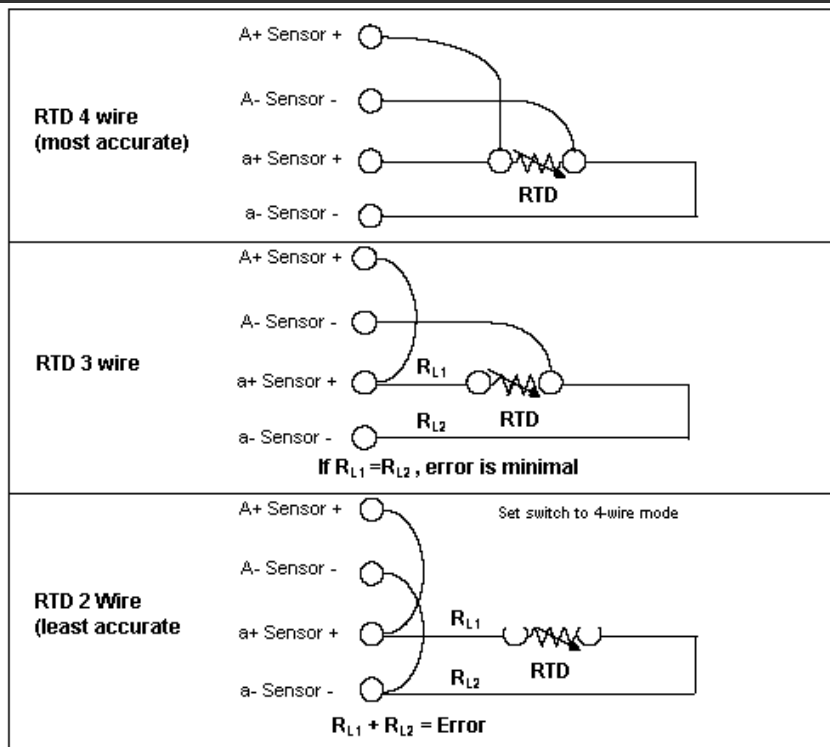 A+ Sensor +
RTD 4 wire
(most accurate)
A- Sensor -
a+ Sensor +
RTD
a- Sensor -
A+ Sensor +
A- Sensor -
RTD 3 wire
a+ Sensor +
RL1
RTD
RL2
a- Sensor -
If RL1 =RL2 , error is minimal
A+ Sensor +
Set switch to 4-wire mode
A- Sensor -
RTD 2 Wire
(least accurate
a+ Sensor +
RL1
RTD
a- Sensor -
RL2
RL1 + RL2 = Error